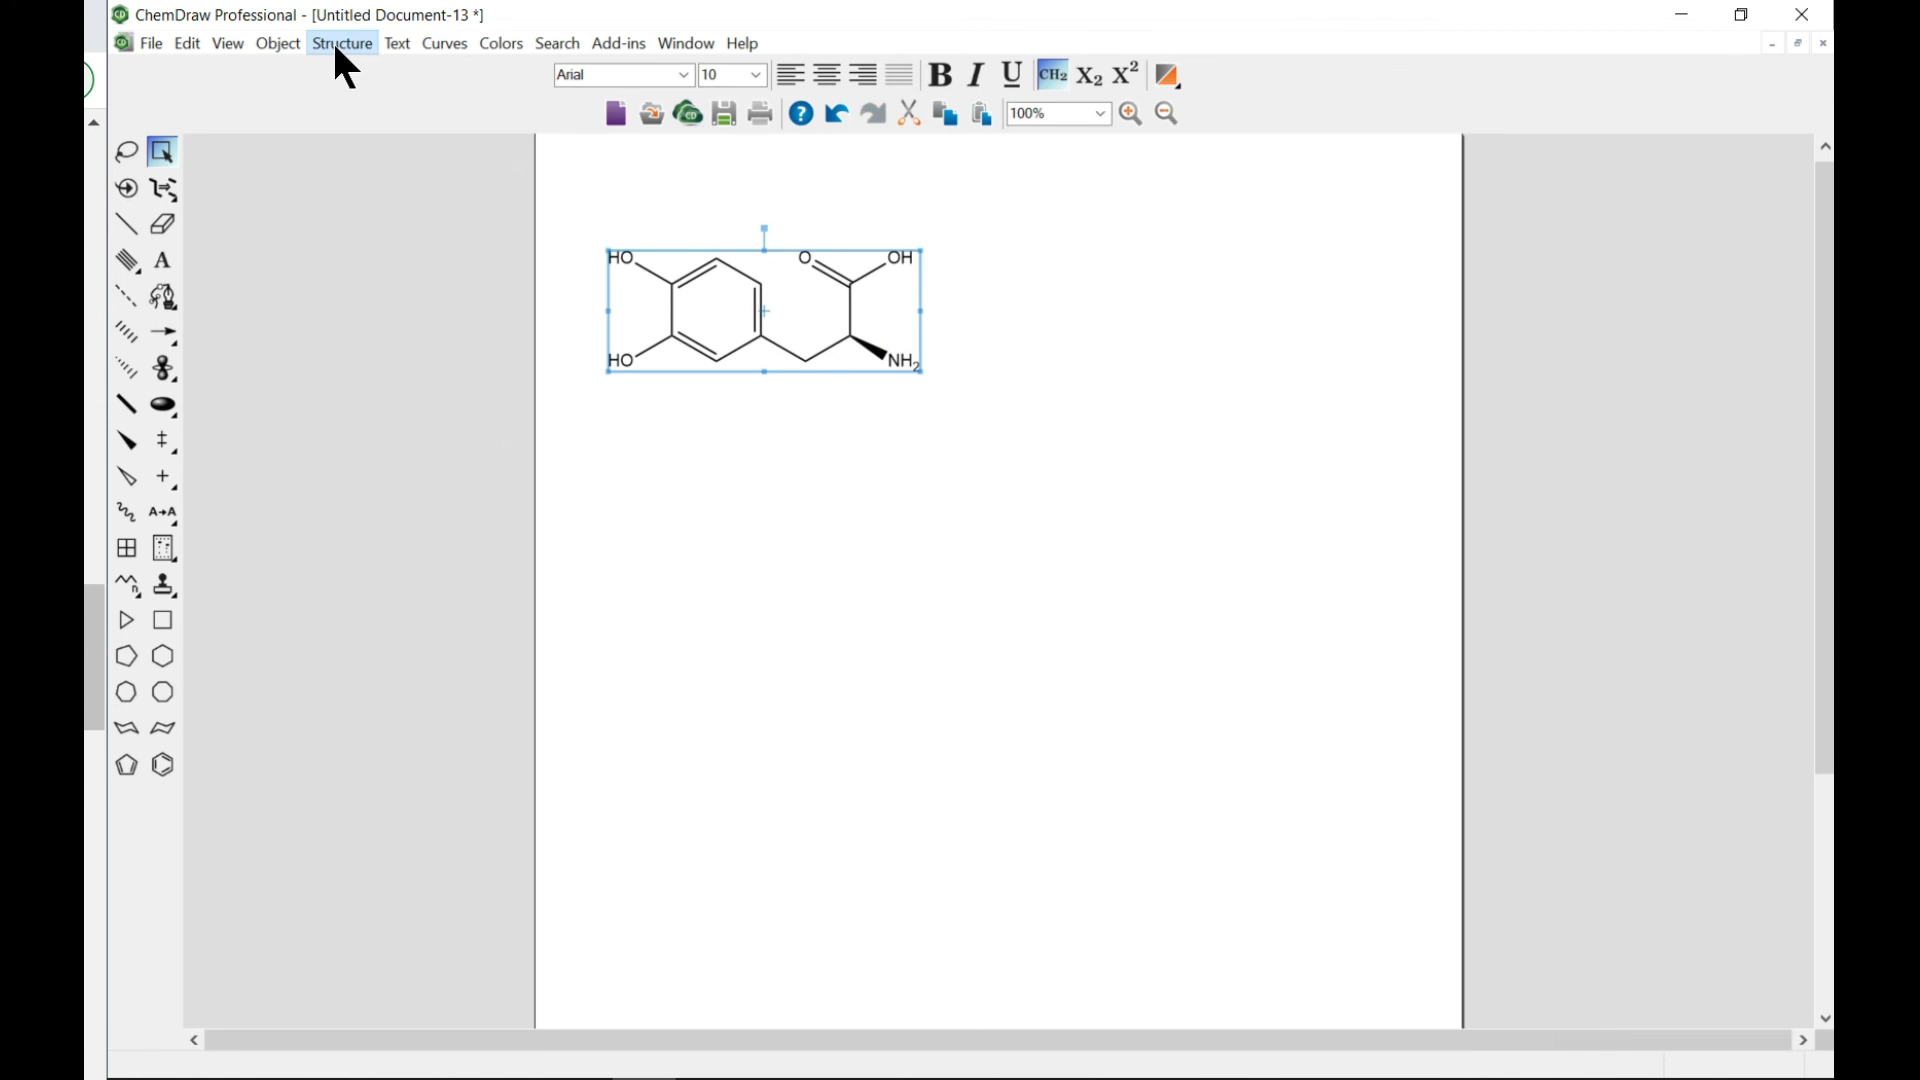 ChemDraw Professional - [Untitled Document-13 *]
File Edit View Object Structure Text Curves Colors Search Add-ins Window Help
Arial 10 B I U CH₂ X₂ X²
CD ? 100%
A
A→A
n
HO O OH
HO NH₂